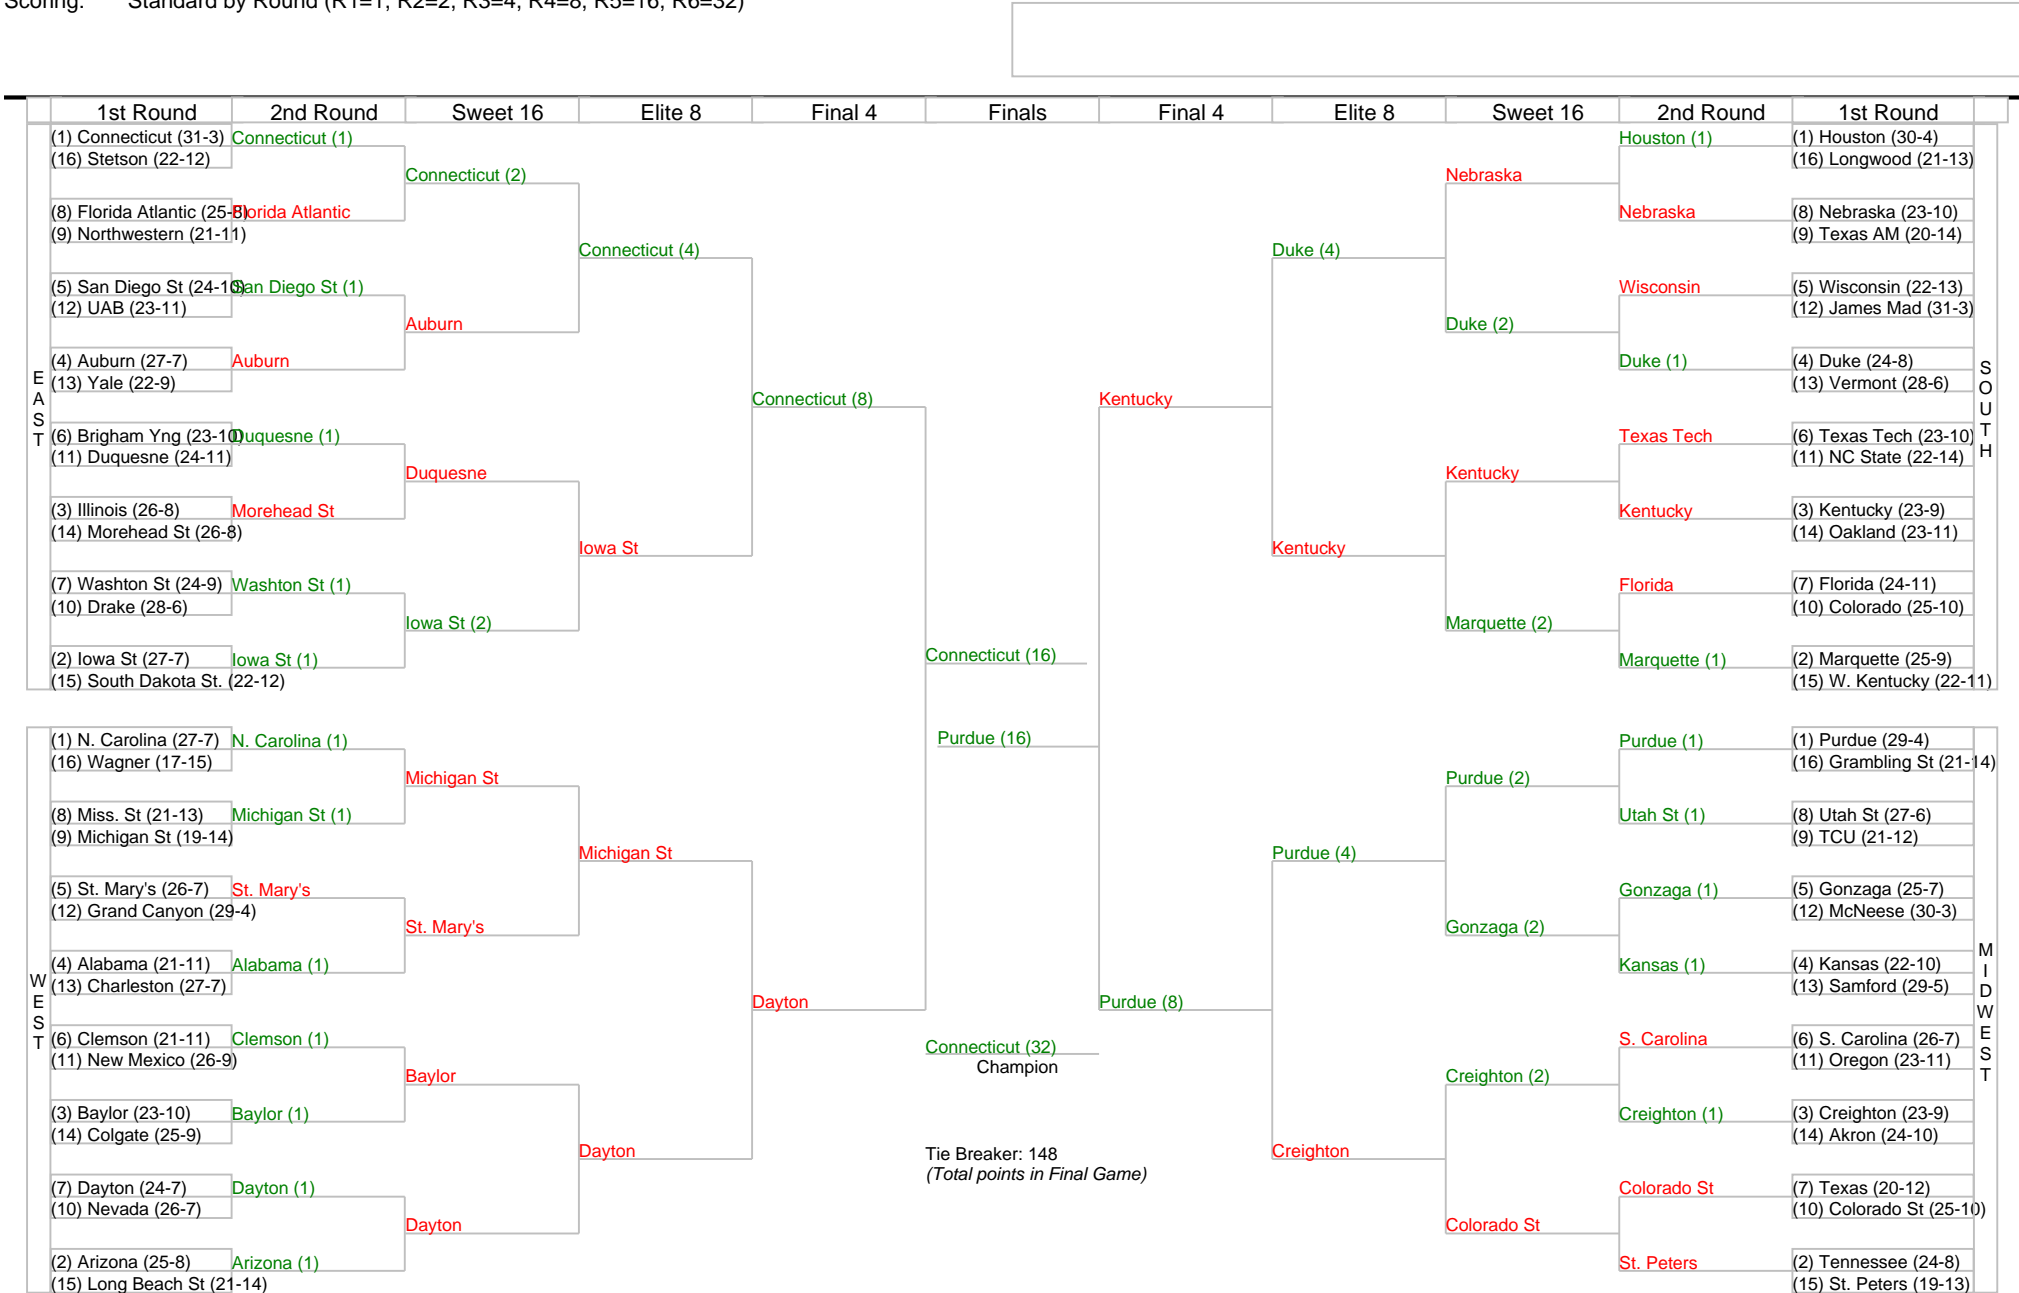 Scoring: Standard by Round (R1=1, R2=2, R3=4, R4=8, R5=16, R6=32)
1st Round 2nd Round Sweet 16 Elite 8 Final 4 Finals Final 4 Elite 8 Sweet 16 2nd Round 1st Round
EAST
(1) Connecticut (31-3)
(16) Stetson (22-12)
(8) Florida Atlantic (25-8)
(9) Northwestern (21-11)
(5) San Diego St (24-10)
(12) UAB (23-11)
(4) Auburn (27-7)
(13) Yale (22-9)
(6) Brigham Yng (23-10)
(11) Duquesne (24-11)
(3) Illinois (26-8)
(14) Morehead St (26-8)
(7) Washton St (24-9)
(10) Drake (28-6)
(2) Iowa St (27-7)
(15) South Dakota St. (22-12)
Connecticut (1)
Florida Atlantic
San Diego St (1)
Auburn
Duquesne (1)
Morehead St
Washton St (1)
Iowa St (1)
Connecticut (2)
Auburn
Duquesne
Iowa St (2)
Connecticut (4)
Iowa St
Connecticut (8)
WEST
(1) N. Carolina (27-7)
(16) Wagner (17-15)
(8) Miss. St (21-13)
(9) Michigan St (19-14)
(5) St. Mary's (26-7)
(12) Grand Canyon (29-4)
(4) Alabama (21-11)
(13) Charleston (27-7)
(6) Clemson (21-11)
(11) New Mexico (26-9)
(3) Baylor (23-10)
(14) Colgate (25-9)
(7) Dayton (24-7)
(10) Nevada (26-7)
(2) Arizona (25-8)
(15) Long Beach St (21-14)
N. Carolina (1)
Michigan St (1)
St. Mary's
Alabama (1)
Clemson (1)
Baylor (1)
Dayton (1)
Arizona (1)
Michigan St
St. Mary's
Baylor
Dayton
Michigan St
Dayton
Dayton
Connecticut (16)
Purdue (16)
Connecticut (32)
Champion
Tie Breaker: 148
(Total points in Final Game)
Kentucky
Duke (4)
Kentucky
Nebraska
Duke (2)
Kentucky
Marquette (2)
Houston (1)
Nebraska
Wisconsin
Duke (1)
Texas Tech
Kentucky
Florida
Marquette (1)
(1) Houston (30-4)
(16) Longwood (21-13)
(8) Nebraska (23-10)
(9) Texas AM (20-14)
(5) Wisconsin (22-13)
(12) James Mad (31-3)
(4) Duke (24-8)
(13) Vermont (28-6)
(6) Texas Tech (23-10)
(11) NC State (22-14)
(3) Kentucky (23-9)
(14) Oakland (23-11)
(7) Florida (24-11)
(10) Colorado (25-10)
(2) Marquette (25-9)
(15) W. Kentucky (22-11)
SOUTH
Purdue (8)
Purdue (4)
Creighton
Purdue (2)
Gonzaga (2)
Creighton (2)
Colorado St
Purdue (1)
Utah St (1)
Gonzaga (1)
Kansas (1)
S. Carolina
Creighton (1)
Colorado St
St. Peters
(1) Purdue (29-4)
(16) Grambling St (21-14)
(8) Utah St (27-6)
(9) TCU (21-12)
(5) Gonzaga (25-7)
(12) McNeese (30-3)
(4) Kansas (22-10)
(13) Samford (29-5)
(6) S. Carolina (26-7)
(11) Oregon (23-11)
(3) Creighton (23-9)
(14) Akron (24-10)
(7) Texas (20-12)
(10) Colorado St (25-10)
(2) Tennessee (24-8)
(15) St. Peters (19-13)
MIDWEST